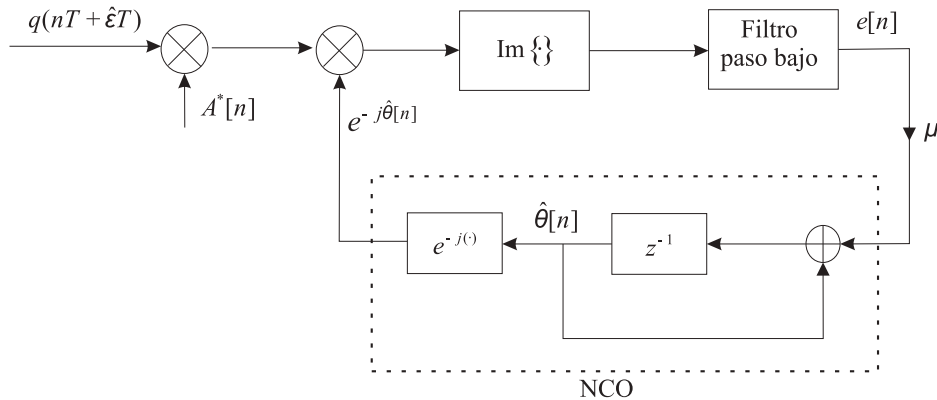 q(nT + ε̂T)
A*[n]
e^{- jθ̂[n]}
Im {·}
Filtro
paso bajo
e[n]
μ
e^{- j(·)}
θ̂[n]
z^{-1}
NCO